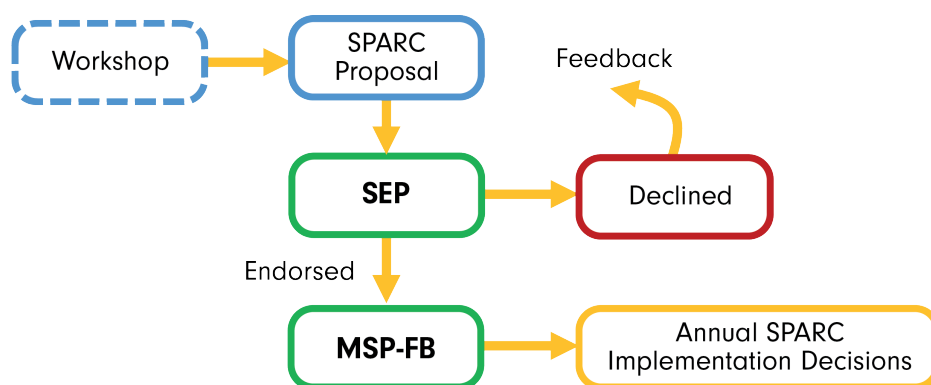 Workshop
SPARC
Proposal
Feedback
SEP
Declined
Endorsed
MSP-FB
Annual SPARC
Implementation Decisions